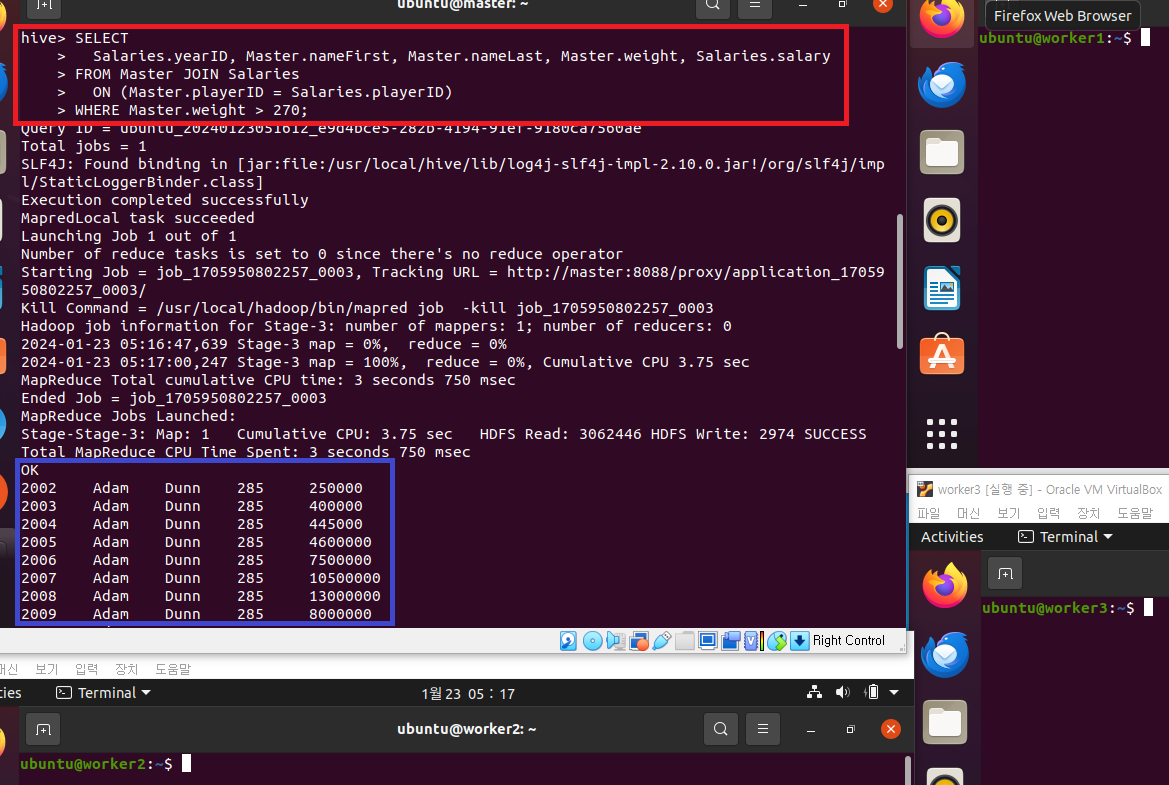 ubuntu@master: ~
hive> SELECT
    >   Salaries.yearID, Master.nameFirst, Master.nameLast, Master.weight, Salaries.salary
    > FROM Master JOIN Salaries
    >   ON (Master.playerID = Salaries.playerID)
    > WHERE Master.weight > 270;
Query ID = ubuntu_20240123051612_e9d4bce5-282b-4194-91ef-9180ca7560ae
Total jobs = 1
SLF4J: Found binding in [jar:file:/usr/local/hive/lib/log4j-slf4j-impl-2.10.0.jar!/org/slf4j/imp
l/StaticLoggerBinder.class]
Execution completed successfully
MapredLocal task succeeded
Launching Job 1 out of 1
Number of reduce tasks is set to 0 since there's no reduce operator
Starting Job = job_1705950802257_0003, Tracking URL = http://master:8088/proxy/application_17059
50802257_0003/
Kill Command = /usr/local/hadoop/bin/mapred job  -kill job_1705950802257_0003
Hadoop job information for Stage-3: number of mappers: 1; number of reducers: 0
2024-01-23 05:16:47,639 Stage-3 map = 0%,  reduce = 0%
2024-01-23 05:17:00,247 Stage-3 map = 100%,  reduce = 0%, Cumulative CPU 3.75 sec
MapReduce Total cumulative CPU time: 3 seconds 750 msec
Ended Job = job_1705950802257_0003
MapReduce Jobs Launched:
Stage-Stage-3: Map: 1   Cumulative CPU: 3.75 sec   HDFS Read: 3062446 HDFS Write: 2974 SUCCESS
Total MapReduce CPU Time Spent: 3 seconds 750 msec
OK
2002    Adam    Dunn    285     250000
2003    Adam    Dunn    285     400000
2004    Adam    Dunn    285     445000
2005    Adam    Dunn    285     4600000
2006    Adam    Dunn    285     7500000
2007    Adam    Dunn    285     10500000
2008    Adam    Dunn    285     13000000
2009    Adam    Dunn    285     8000000
Right Control
Firefox Web Browser
ubuntu@worker1:~$
worker3 [실행 중] - Oracle VM VirtualBox
파일 머신 보기 입력 장치 도움말
Activities Terminal
ubuntu@worker3:~$
머신 보기 입력 장치 도움말
ies Terminal 1월 23 05 : 17
ubuntu@worker2: ~
ubuntu@worker2:~$